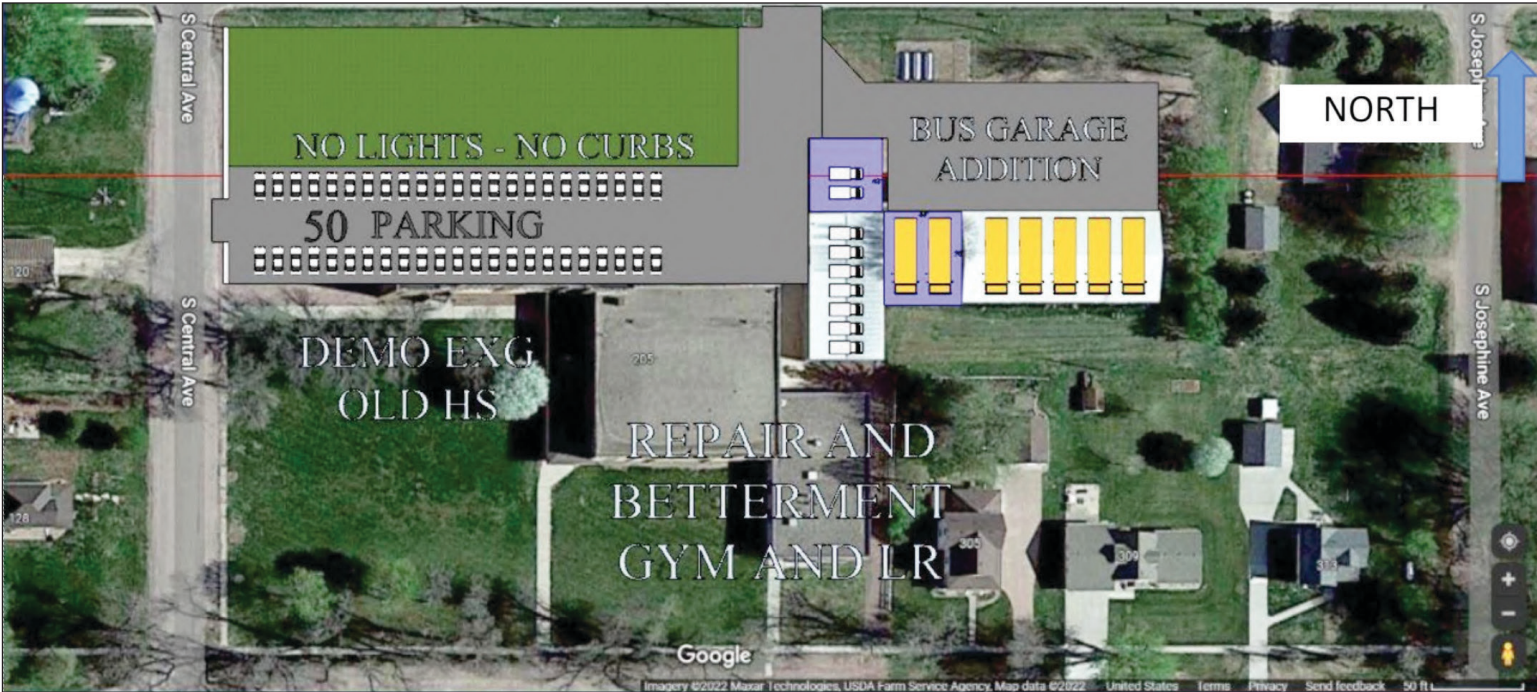 S Central Ave
S Josephine Ave
NORTH
NO LIGHTS - NO CURBS
BUS GARAGE
ADDITION
50 PARKING
120
S Central Ave
S Josephine Ave
DEMO EXG
OLD HS
205
REPAIR AND
BETTERMENT
GYM AND LR
128
305
309
313
Google
Imagery ©2022 Maxar Technologies, USDA Farm Service Agency, Map data ©2022 United States Terms Privacy Send feedback 50 ft